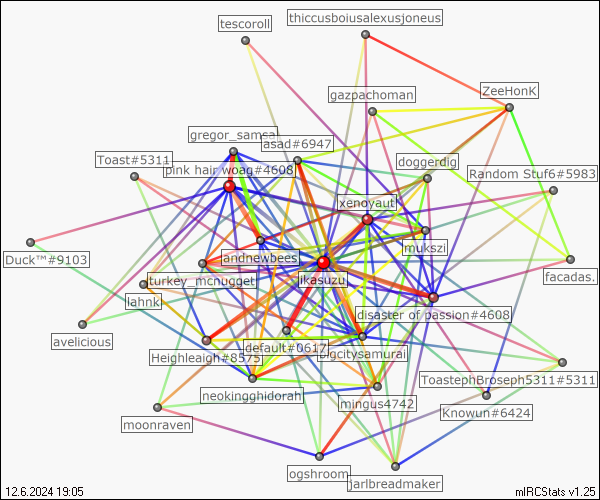 tescoroll
thiccusboiusalexusjoneus
gazpachoman
ZeeHonK
gregor_samsa
asad#6947
Toast#5311
pink hair woag#4608
doggerdig
Random Stuf6#5983
xenoyaut
mukszi
Duck™#9103
andnewbees
turkey_mcnugget
likasuzu
facadas.
lahnk
disaster of passion#4608
avelicious
default#0617
Heighleigh#8575
bigcitysamurai
ToastephBroseph5311#5311
neokingghidorah
mingus4742
Knowun#6424
moonraven
ogshroom
jarlbreadmaker
12.6.2024 19:05
mIRCStats v1.25